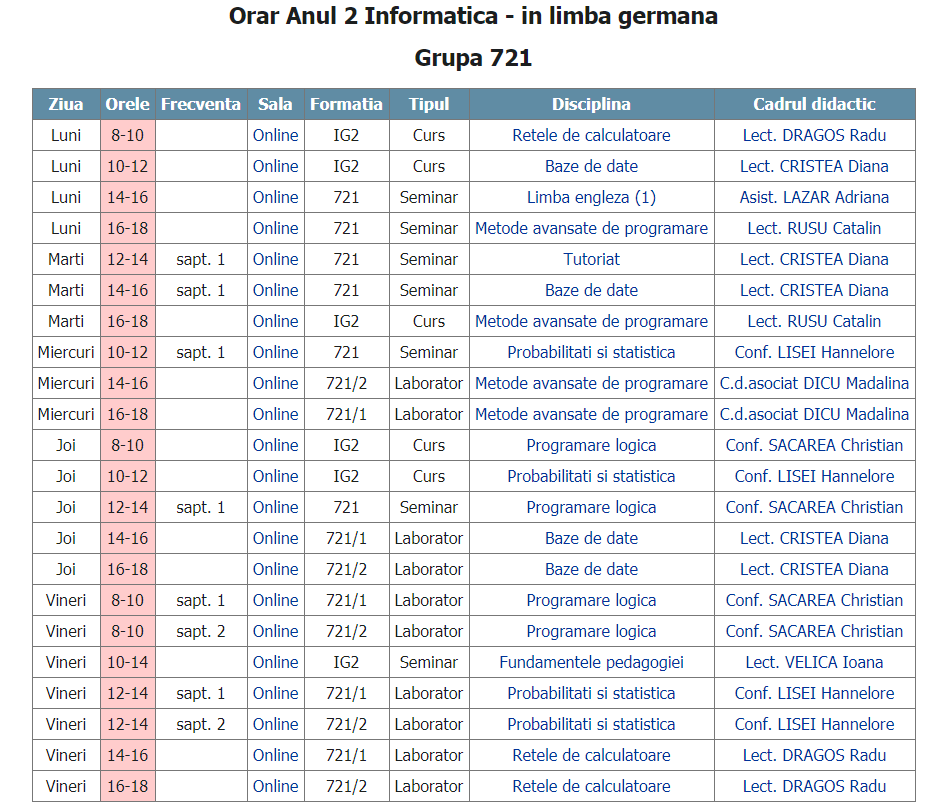 Orar Anul 2 Informatica - in limba germana
Grupa 721
Ziua Orele Frecventa Sala Formatia Tipul Disciplina Cadrul didactic
Luni 8-10 Online IG2 Curs Retele de calculatoare Lect. DRAGOS Radu
Luni 10-12 Online IG2 Curs Baze de date Lect. CRISTEA Diana
Luni 14-16 Online 721 Seminar Limba engleza (1) Asist. LAZAR Adriana
Luni 16-18 Online 721 Seminar Metode avansate de programare Lect. RUSU Catalin
Marti 12-14 sapt. 1 Online 721 Seminar Tutoriat Lect. CRISTEA Diana
Marti 14-16 sapt. 1 Online 721 Seminar Baze de date Lect. CRISTEA Diana
Marti 16-18 Online IG2 Curs Metode avansate de programare Lect. RUSU Catalin
Miercuri 10-12 sapt. 1 Online 721 Seminar Probabilitati si statistica Conf. LISEI Hannelore
Miercuri 14-16 Online 721/2 Laborator Metode avansate de programare C.d.asociat DICU Madalina
Miercuri 16-18 Online 721/1 Laborator Metode avansate de programare C.d.asociat DICU Madalina
Joi 8-10 Online IG2 Curs Programare logica Conf. SACAREA Christian
Joi 10-12 Online IG2 Curs Probabilitati si statistica Conf. LISEI Hannelore
Joi 12-14 sapt. 1 Online 721 Seminar Programare logica Conf. SACAREA Christian
Joi 14-16 Online 721/1 Laborator Baze de date Lect. CRISTEA Diana
Joi 16-18 Online 721/2 Laborator Baze de date Lect. CRISTEA Diana
Vineri 8-10 sapt. 1 Online 721/1 Laborator Programare logica Conf. SACAREA Christian
Vineri 8-10 sapt. 2 Online 721/2 Laborator Programare logica Conf. SACAREA Christian
Vineri 10-14 Online IG2 Seminar Fundamentele pedagogiei Lect. VELICA Ioana
Vineri 12-14 sapt. 1 Online 721/1 Laborator Probabilitati si statistica Conf. LISEI Hannelore
Vineri 12-14 sapt. 2 Online 721/2 Laborator Probabilitati si statistica Conf. LISEI Hannelore
Vineri 14-16 Online 721/1 Laborator Retele de calculatoare Lect. DRAGOS Radu
Vineri 16-18 Online 721/2 Laborator Retele de calculatoare Lect. DRAGOS Radu